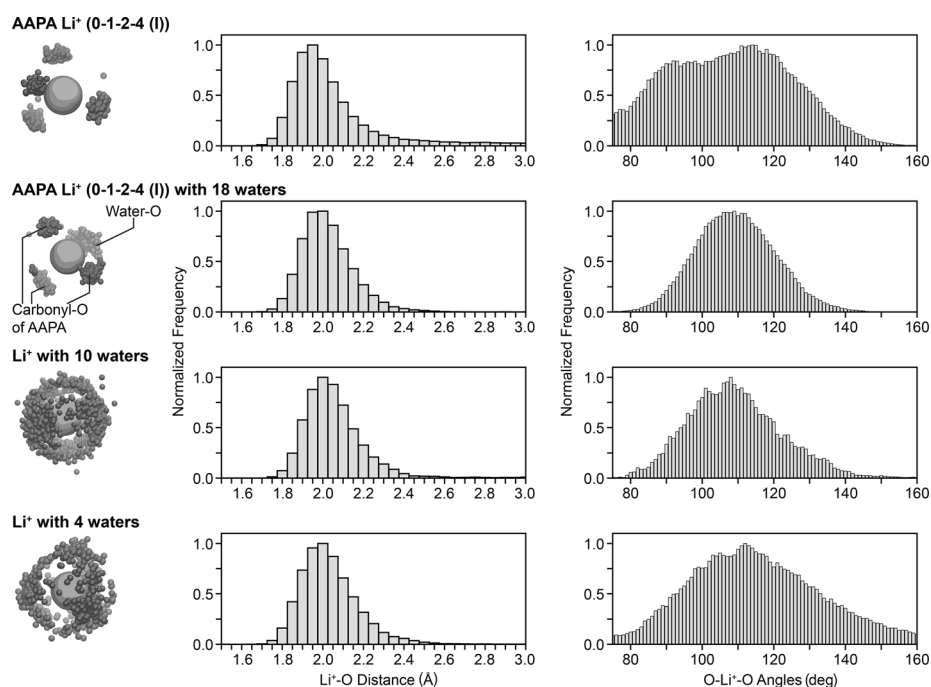 AAPA Li⁺ (0-1-2-4 (I))
1.0
0.5
0.0
1.6 1.8 2.0 2.2 2.4 2.6 2.8 3.0
1.0
0.5
0.0
80 100 120 140 160
AAPA Li⁺ (0-1-2-4 (I)) with 18 waters
Water-O
Carbonyl-O
of AAPA
1.0
0.5
0.0
1.6 1.8 2.0 2.2 2.4 2.6 2.8 3.0
1.0
0.5
0.0
80 100 120 140 160
Normalized Frequency
Normalized Frequency
Li⁺ with 10 waters
1.0
0.5
0.0
1.6 1.8 2.0 2.2 2.4 2.6 2.8 3.0
1.0
0.5
0.0
80 100 120 140 160
Li⁺ with 4 waters
1.0
0.5
0.0
1.6 1.8 2.0 2.2 2.4 2.6 2.8 3.0
Li⁺-O Distance (Å)
1.0
0.5
0.0
80 100 120 140 160
O-Li⁺-O Angles (deg)